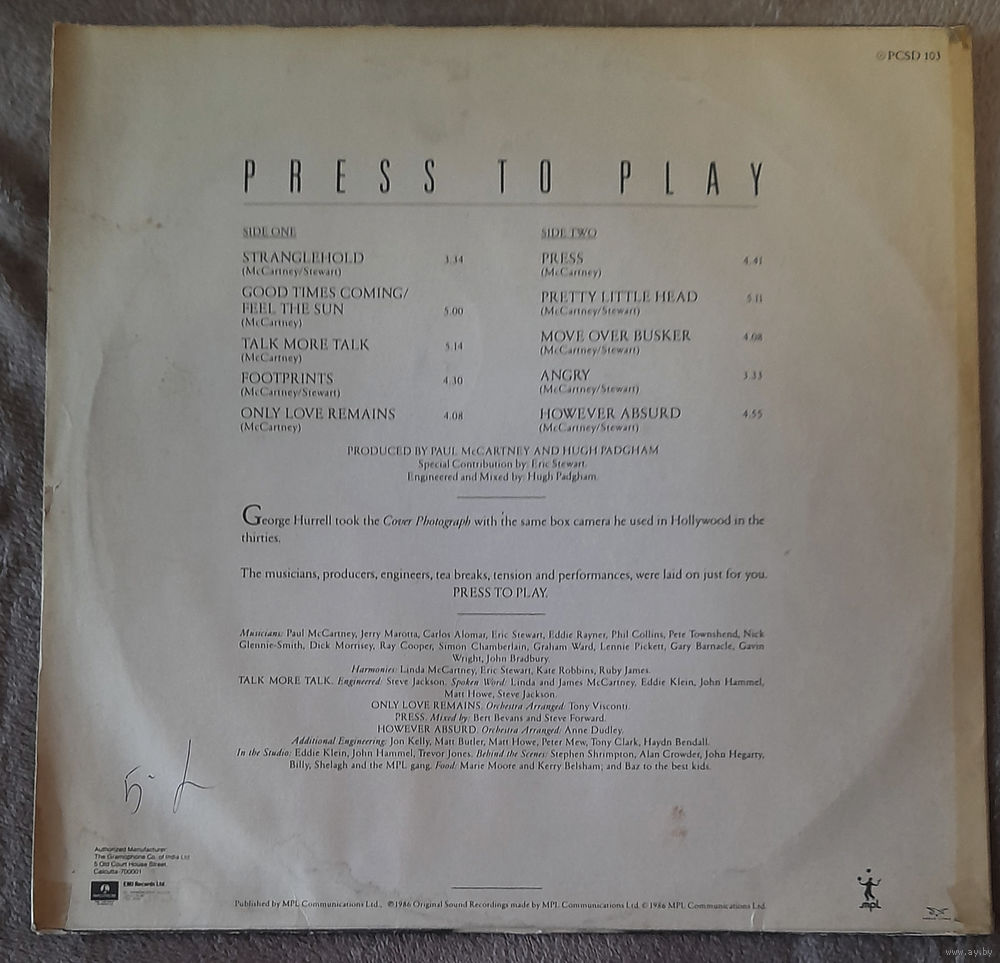 ⓟPCSD 103
PRESS TO PLAY
SIDE ONE
STRANGLEHOLD 3.34
(McCartney/Stewart)
GOOD TIMES COMING/
FEEL THE SUN 5.00
(McCartney)
TALK MORE TALK 5.14
(McCartney)
FOOTPRINTS 4.30
(McCartney/Stewart)
ONLY LOVE REMAINS 4.08
(McCartney)
SIDE TWO
PRESS 4.41
(McCartney)
PRETTY LITTLE HEAD 5.11
(McCartney/Stewart)
MOVE OVER BUSKER 4.08
(McCartney/Stewart)
ANGRY 3.33
(McCartney/Stewart)
HOWEVER ABSURD 4.55
(McCartney/Stewart)
PRODUCED BY PAUL McCARTNEY AND HUGH PADGHAM
Special Contribution by: Eric Stewart.
Engineered and Mixed by: Hugh Padgham.
George Hurrell took the Cover Photograph with the same box camera he used in Hollywood in the
thirties.
The musicians, producers, engineers, tea breaks, tension and performances, were laid on just for you.
PRESS TO PLAY.
Musicians: Paul McCartney, Jerry Marotta, Carlos Alomar, Eric Stewart, Eddie Rayner, Phil Collins, Pete Townshend, Nick
Glennie-Smith, Dick Morrisey, Ray Cooper, Simon Chamberlain, Graham Ward, Lennie Pickett, Gary Barnacle, Gavin
Wright, John Bradbury.
Harmonies: Linda McCartney, Eric Stewart, Kate Robbins, Ruby James.
TALK MORE TALK. Engineered: Steve Jackson. Spoken Word: Linda and James McCartney, Eddie Klein, John Hammel,
Matt Howe, Steve Jackson.
ONLY LOVE REMAINS. Orchestra Arranged: Tony Visconti.
PRESS. Mixed by: Bert Bevans and Steve Forward.
HOWEVER ABSURD. Orchestra Arranged: Anne Dudley.
Additional Engineering: Jon Kelly, Matt Butler, Matt Howe, Peter Mew, Tony Clark, Haydn Bendall.
In the Studio: Eddie Klein, John Hammel, Trevor Jones. Behind the Scenes: Stephen Shrimpton, Alan Crowder, John Hegarty,
Billy, Shelagh and the MPL gang. Food: Marie Moore and Kerry Belsham; and Baz to the best kids.
Authorized Manufacturer:
The Gramophone Co. of India Ltd
5 Old Court House Street
Calcutta-700001
EMI Records Ltd.
Published by MPL Communications Ltd., ℗1986 Original Sound Recordings made by MPL Communications Ltd. © 1986 MPL Communications Ltd.
MPL
www.ay.by